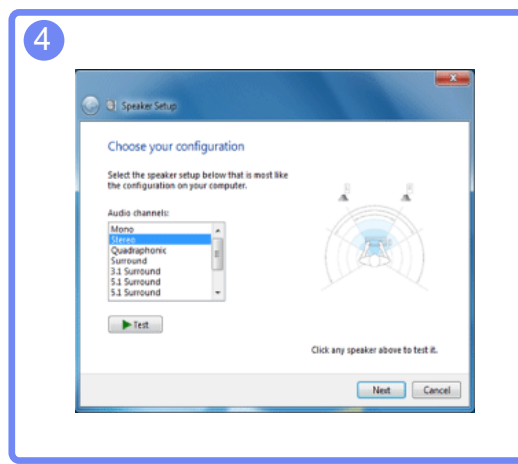 4
Speaker Setup
Choose your configuration
Select the speaker setup below that is most like
the configuration on your computer.
Audio channels:
Mono
Stereo
Quadraphonic
Surround
3.1 Surround
5.1 Surround
5.1 Surround
Test
Click any speaker above to test it.
Next Cancel